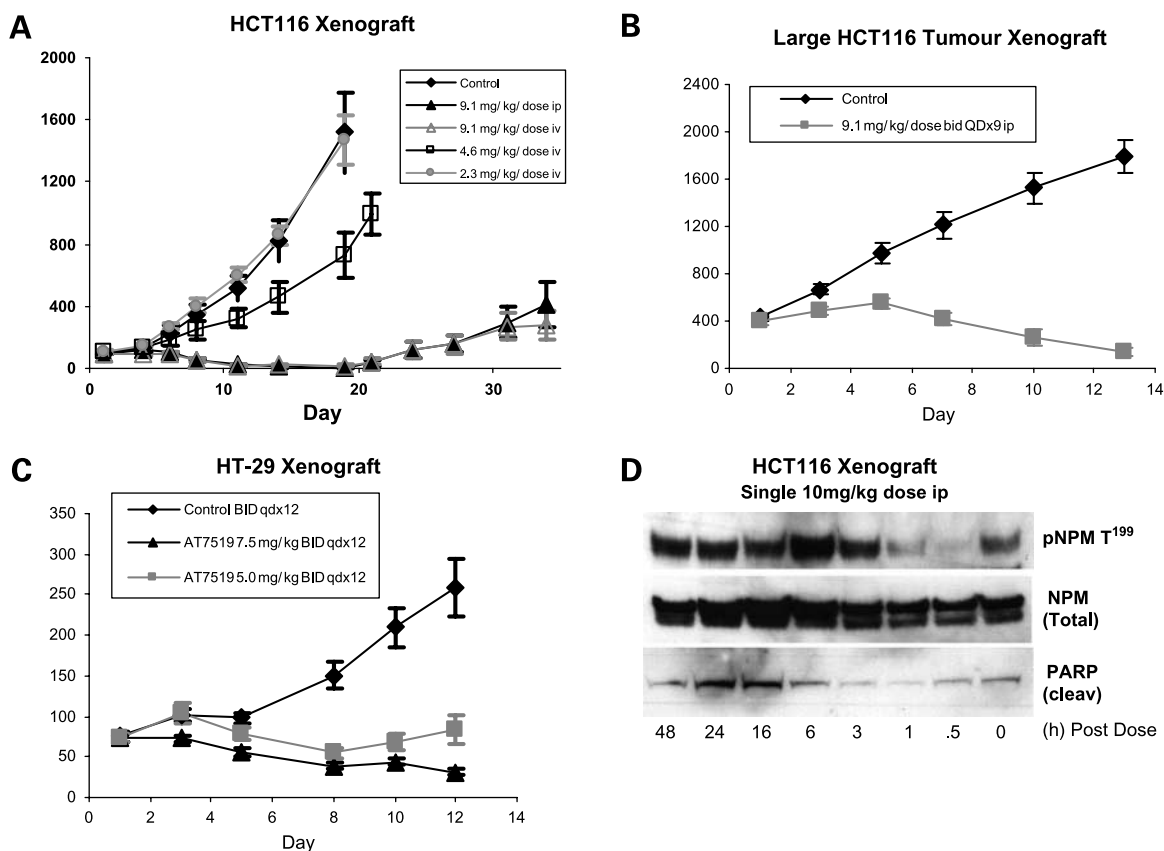 A
HCT116 Xenograft
2000
1600
1200
800
400
0
0
10
20
30
Day
Control
9.1 mg/ kg/ dose ip
9.1 mg/ kg/ dose iv
4.6 mg/ kg/ dose iv
2.3 mg/ kg/ dose iv
B
Large HCT116 Tumour Xenograft
2400
1800
1200
600
0
0 2 4 6 8 10 12 14
Day
Control
9.1 mg/ kg/ dose bid QDx9 ip
C
HT-29 Xenograft
350
300
250
200
150
100
50
0
0 2 4 6 8 10 12 14
Day
Control BID qdx12
AT7519 7.5 mg/kg BID qdx12
AT7519 5.0 mg/kg BID qdx12
D
HCT116 Xenograft
Single 10mg/kg dose ip
pNPM T¹⁹⁹
NPM
(Total)
PARP
(cleav)
48 24 16 6 3 1 .5 0 (h) Post Dose